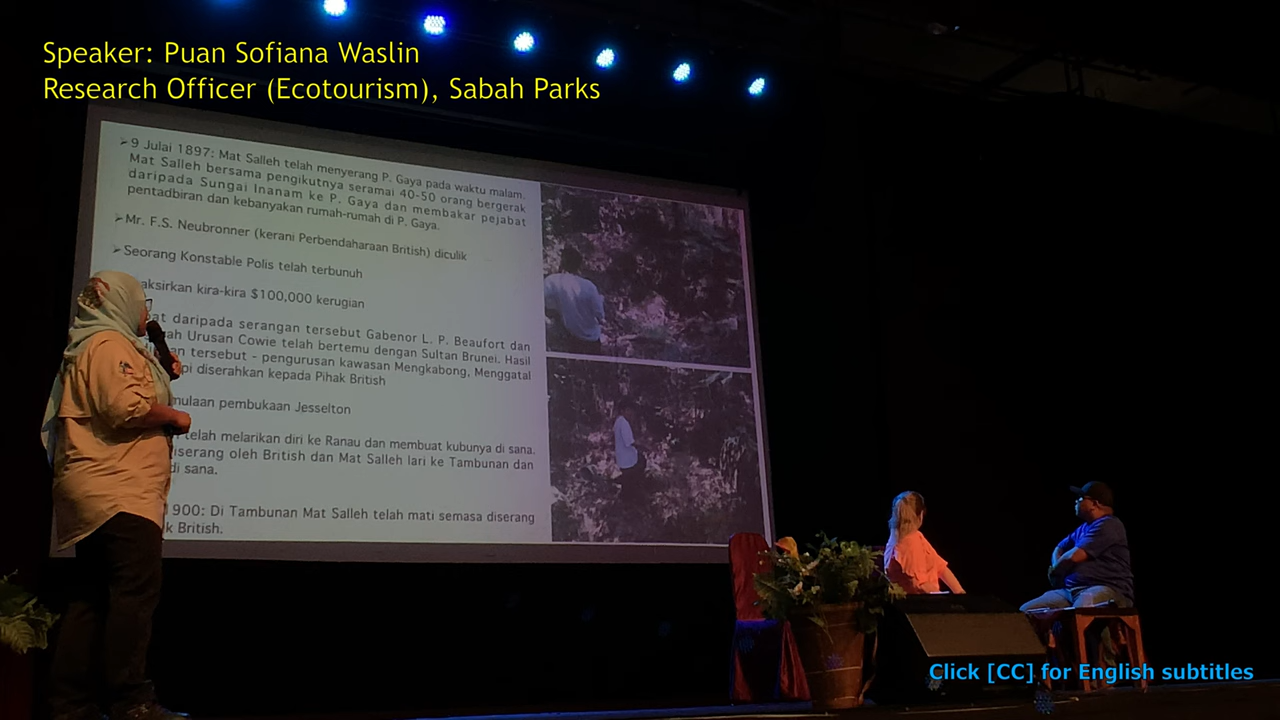 Speaker: Puan Sofiana Waslin
Research Officer (Ecotourism), Sabah Parks
➢9 Julai 1897: Mat Salleh telah menyerang P. Gaya pada waktu malam.
Mat Salleh bersama pengikutnya seramai 40-50 orang bergerak
daripada Sungai Inanam ke P. Gaya dan membakar pejabat
pentadbiran dan kebanyakan rumah-rumah di P. Gaya.
➢Mr. F.S. Neubronner (kerani Perbendaharaan British) diculik
➢Seorang Konstable Polis telah terbunuh
aksirkan kira-kira $100,000 kerugian
at daripada serangan tersebut Gabenor L. P. Beaufort dan
ah Urusan Cowie telah bertemu dengan Sultan Brunei. Hasil
an tersebut - pengurusan kawasan Mengkabong, Menggatal
pi diserahkan kepada Pihak British
mulaan pembukaan Jesselton
telah melarikan diri ke Ranau dan membuat kubunya di sana.
iserang oleh British dan Mat Salleh lari ke Tambunan dan
di sana.
1900: Di Tambunan Mat Salleh telah mati semasa diserang
k British.
Click [CC] for English subtitles